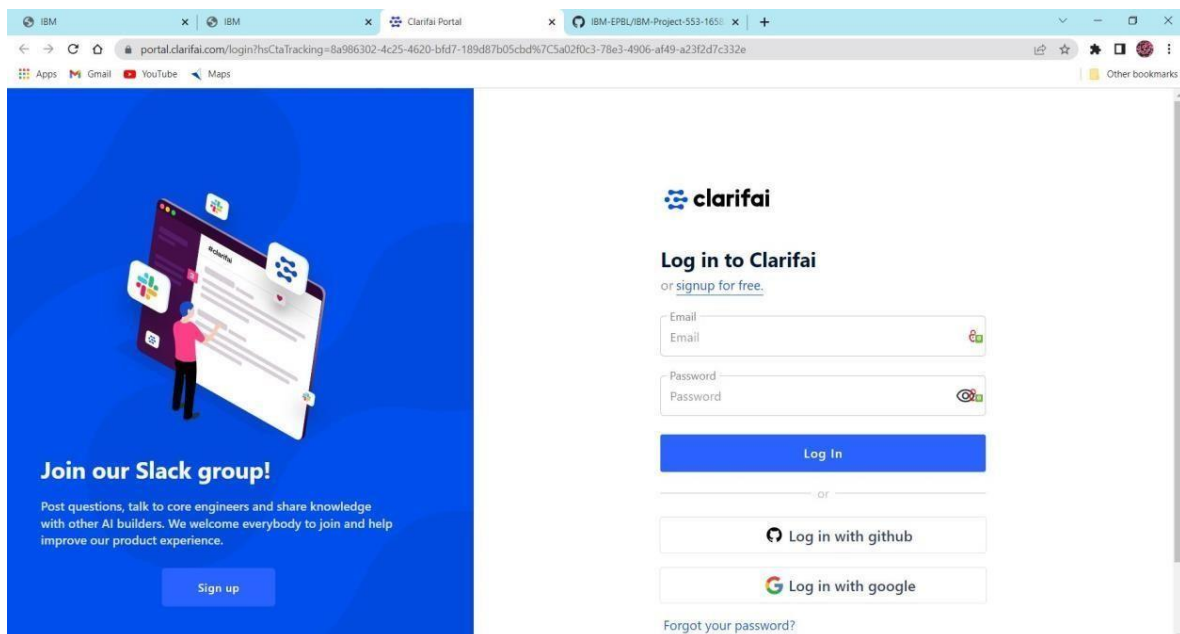 IBM
IBM
Clarifai Portal
IBM-EPBL/IBM-Project-553-1658
portal.clarifai.com/login?hsCtaTracking=8a986302-4c25-4620-bfd7-189d87b05cbd%7C5a02f0c3-78e3-4906-af49-a23f2d7c332e
Apps Gmail YouTube Maps
Other bookmarks
#clarifai
Join our Slack group!
Post questions, talk to core engineers and share knowledge
with other AI builders. We welcome everybody to join and help
improve our product experience.
Sign up
clarifai
Log in to Clarifai
or signup for free.
Email
Email
Password
Password
Log In
or
Log in with github
Log in with google
Forgot your password?